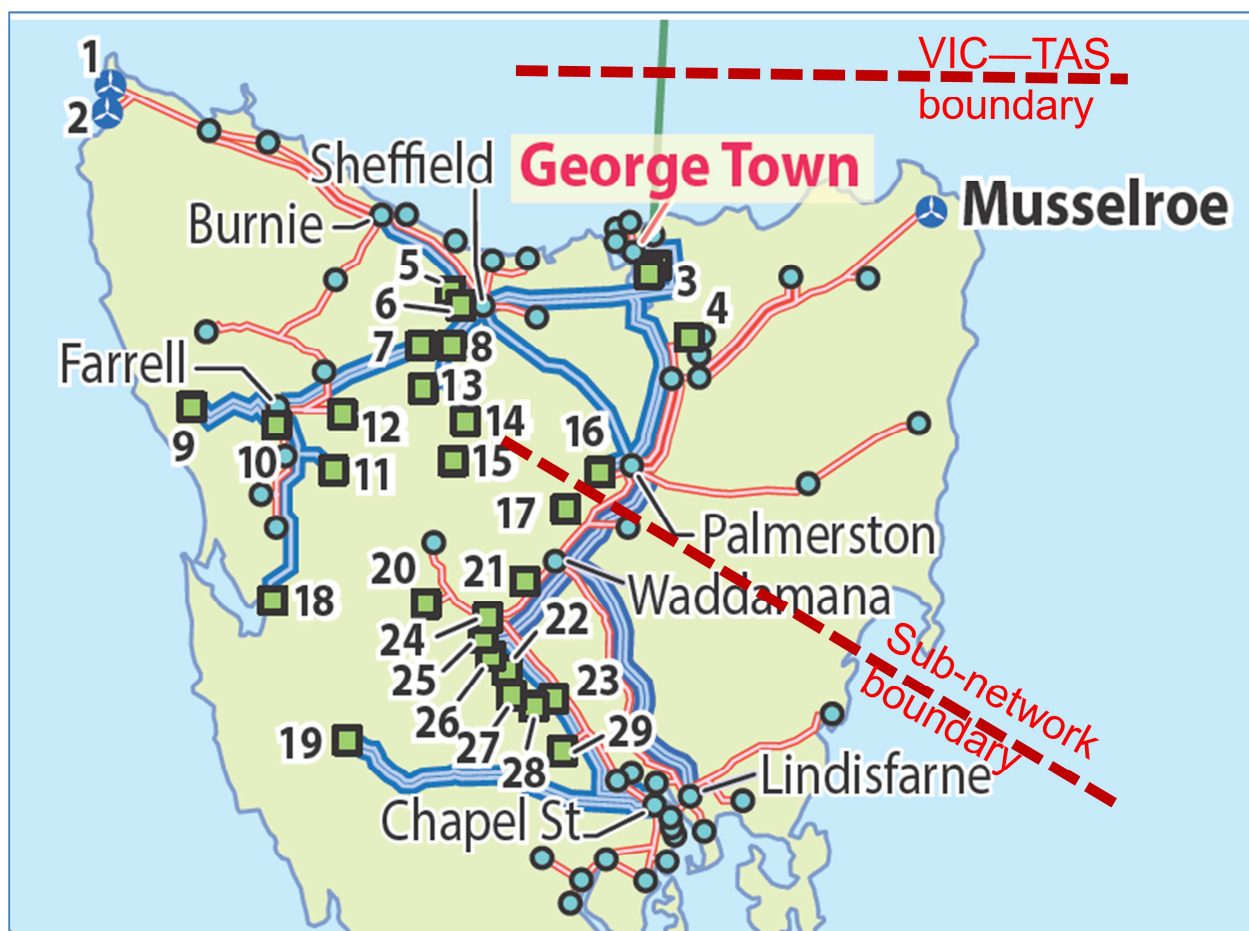 1
2
VIC—TAS
boundary
Sheffield
George Town
Burnie
Musselroe
5
6
3
4
7
8
Farrell
13
9
12
14
16
10
11
15
17
Palmerston
20
21
18
Waddamana
24
22
Sub-network
boundary
25
23
26
27
29
19
28
Lindisfarne
Chapel St